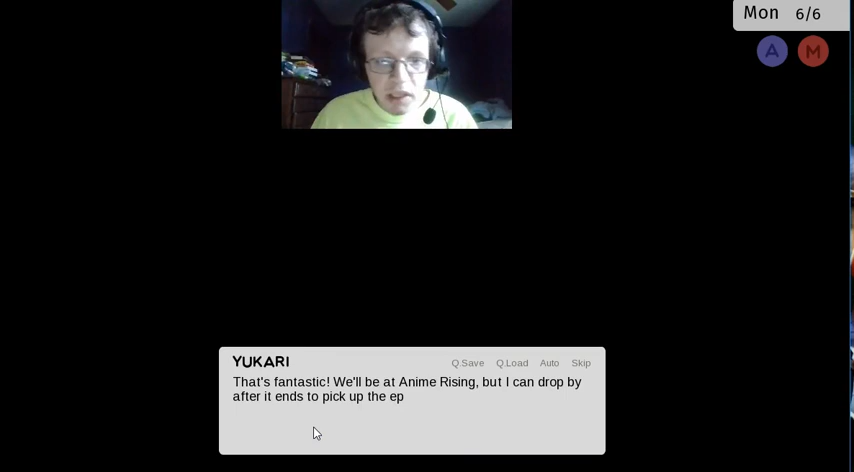 Mon 6/6
A M
YUKARI
Q.Save Q.Load Auto Skip
That's fantastic! We'll be at Anime Rising, but I can drop by
after it ends to pick up the ep